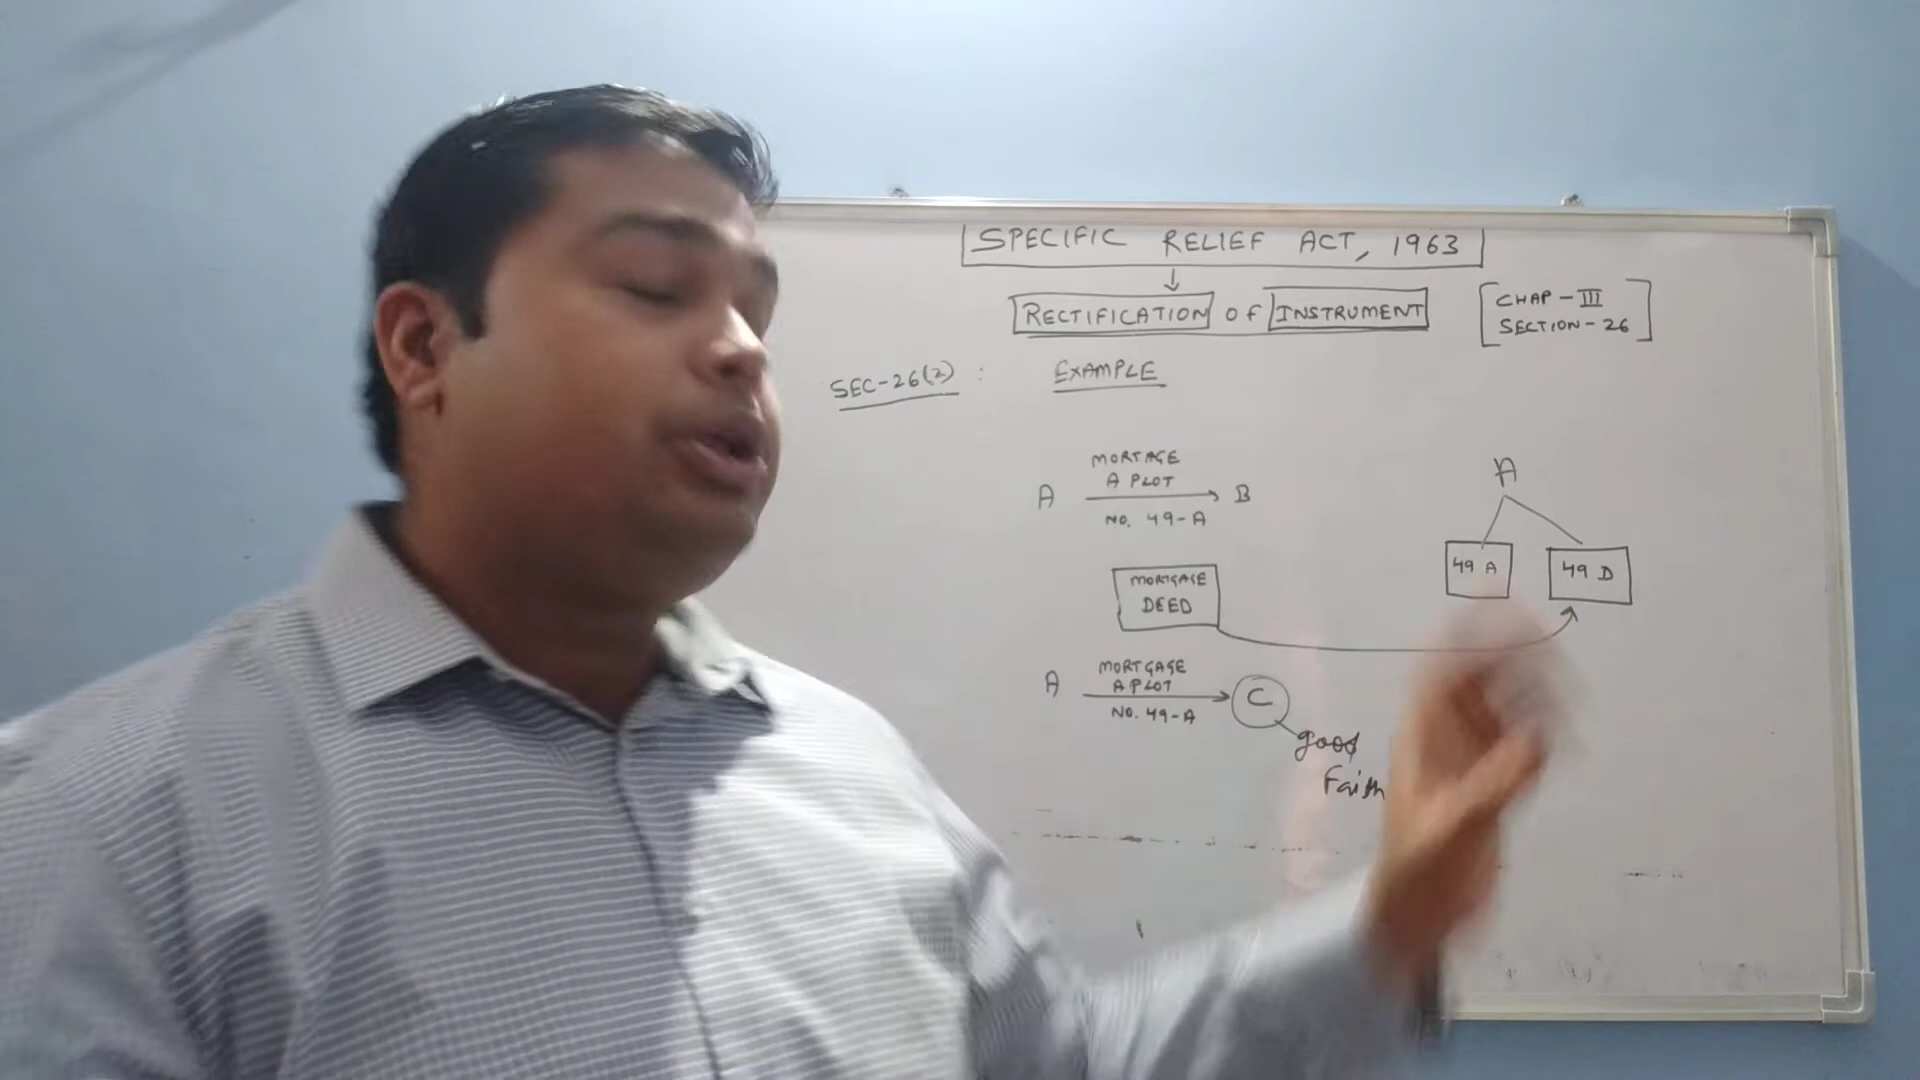 SPECIFIC RELIEF ACT, 1963
RECTIFICATION OF INSTRUMENT
CHAP-III
SECTION-26
SEC-26(2) : EXAMPLE
MORTAGE
A PLOT
A B
NO. 49-A
A
49 A 49 D
MORTGAGE
DEED
MORTGAGE
A PLOT
A C
NO. 49-A
good
Faith